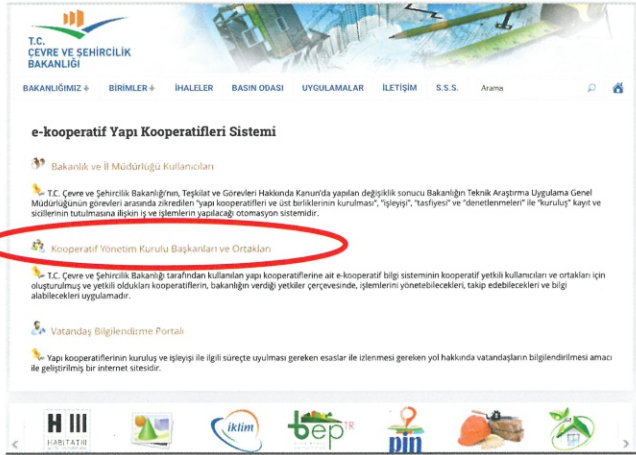 T.C.
ÇEVRE VE ŞEHİRCİLİK
BAKANLIĞI
BAKANLIĞIMIZ BİRİMLER İHALELER BASIN ODASI UYGULAMALAR İLETİŞİM S.S.S. Arama
e-kooperatif Yapı Kooperatifleri Sistemi
Bakanlık ve İl Müdürlüğü Kullanıcıları
T.C. Çevre ve Şehircilik Bakanlığı'nın, Teşkilat ve Görevleri Hakkında Kanun'da yapılan değişiklik sonucu Bakanlığın Teknik Araştırma Uygulama Genel
Müdürlüğünün görevleri arasında zikredilen "yapı kooperatifleri ve üst birliklerinin kurulması", "işleyişi", "tasfiyesi" ve "denetlenmeleri" ile "kuruluş" kayıt ve
sicillerinin tutulmasına ilişkin iş ve işlemlerin yapılacağı otomasyon sistemidir.
Kooperatif Yönetim Kurulu Başkanları ve Ortakları
T.C. Çevre ve Şehircilik Bakanlığı tarafından kullanılan yapı kooperatiflerine ait e-kooperatif bilgi sisteminin kooperatif yetkili kullanıcıları ve ortakları için
oluşturulmuş ve yetkili oldukları kooperatiflerin, bakanlığın verdiği yetkiler çerçevesinde, işlemlerini yönetebilecekleri, takip edebilecekleri ve bilgi
alabilecekleri uygulamadır.
Vatandaş Bilgilendirme Portalı
Yapı kooperatiflerinin kuruluş ve işleyişi ile ilgili süreçte uyulması gereken esaslar ile izlenmesi gereken yol hakkında vatandaşların bilgilendirilmesi amacı
ile geliştirilmiş bir internet sitesidir.
H III
HABITAT III
iklim
bep TR
pin